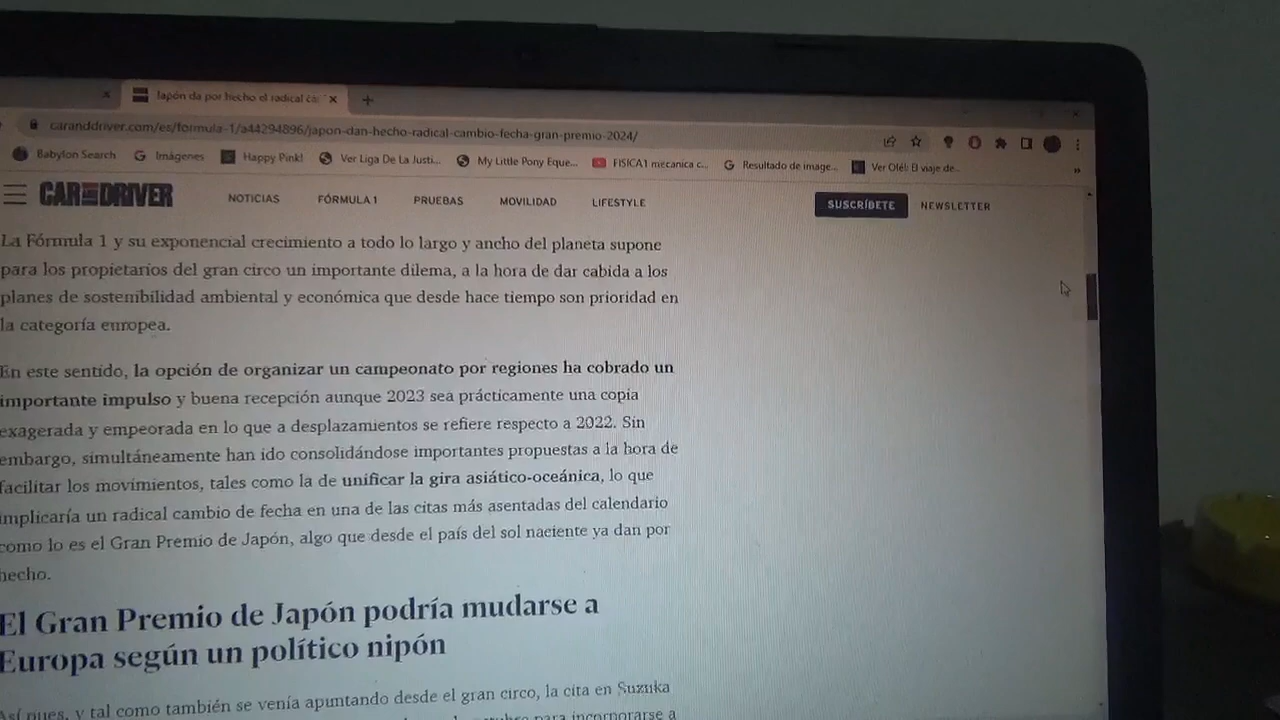 Japón da por hecho el radical ca
caranddriver.com/es/formula-1/a44294896/japon-dan-hecho-radical-cambio-fecha-gran-premio-2024/
Babylon Search Imágenes Happy Pink! Ver Liga De La Justi... My Little Pony Eque... FISICA1 mecanica c... Resultado de image... Ver Olé!: El viaje de...
CAR AND DRIVER NOTICIAS FÓRMULA 1 PRUEBAS MOVILIDAD LIFESTYLE SUSCRÍBETE NEWSLETTER
La Fórmula 1 y su exponencial crecimiento a todo lo largo y ancho del planeta supone
para los propietarios del gran circo un importante dilema, a la hora de dar cabida a los
planes de sostenibilidad ambiental y económica que desde hace tiempo son prioridad en
la categoría europea.
En este sentido, la opción de organizar un campeonato por regiones ha cobrado un
importante impulso y buena recepción aunque 2023 sea prácticamente una copia
exagerada y empeorada en lo que a desplazamientos se refiere respecto a 2022. Sin
embargo, simultáneamente han ido consolidándose importantes propuestas a la hora de
facilitar los movimientos, tales como la de unificar la gira asiático-oceánica, lo que
implicaría un radical cambio de fecha en una de las citas más asentadas del calendario
como lo es el Gran Premio de Japón, algo que desde el país del sol naciente ya dan por
hecho.
El Gran Premio de Japón podría mudarse a
Europa según un político nipón
Así pues, y tal como también se venía apuntando desde el gran circo, la cita en Suzuka
para incorporarse a